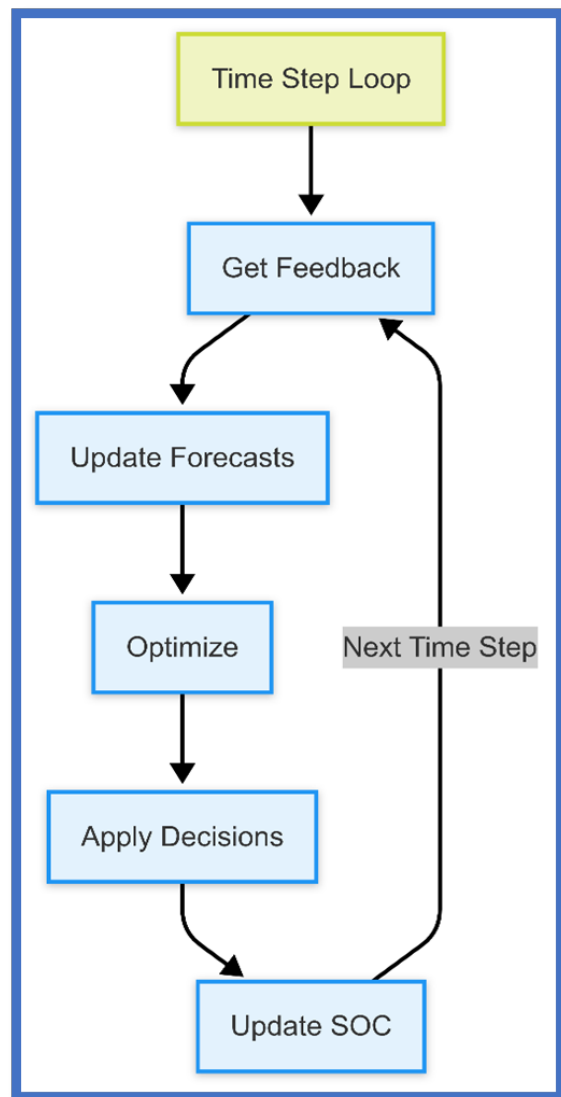 Time Step Loop
Get Feedback
Update Forecasts
Optimize
Next Time Step
Apply Decisions
Update SOC